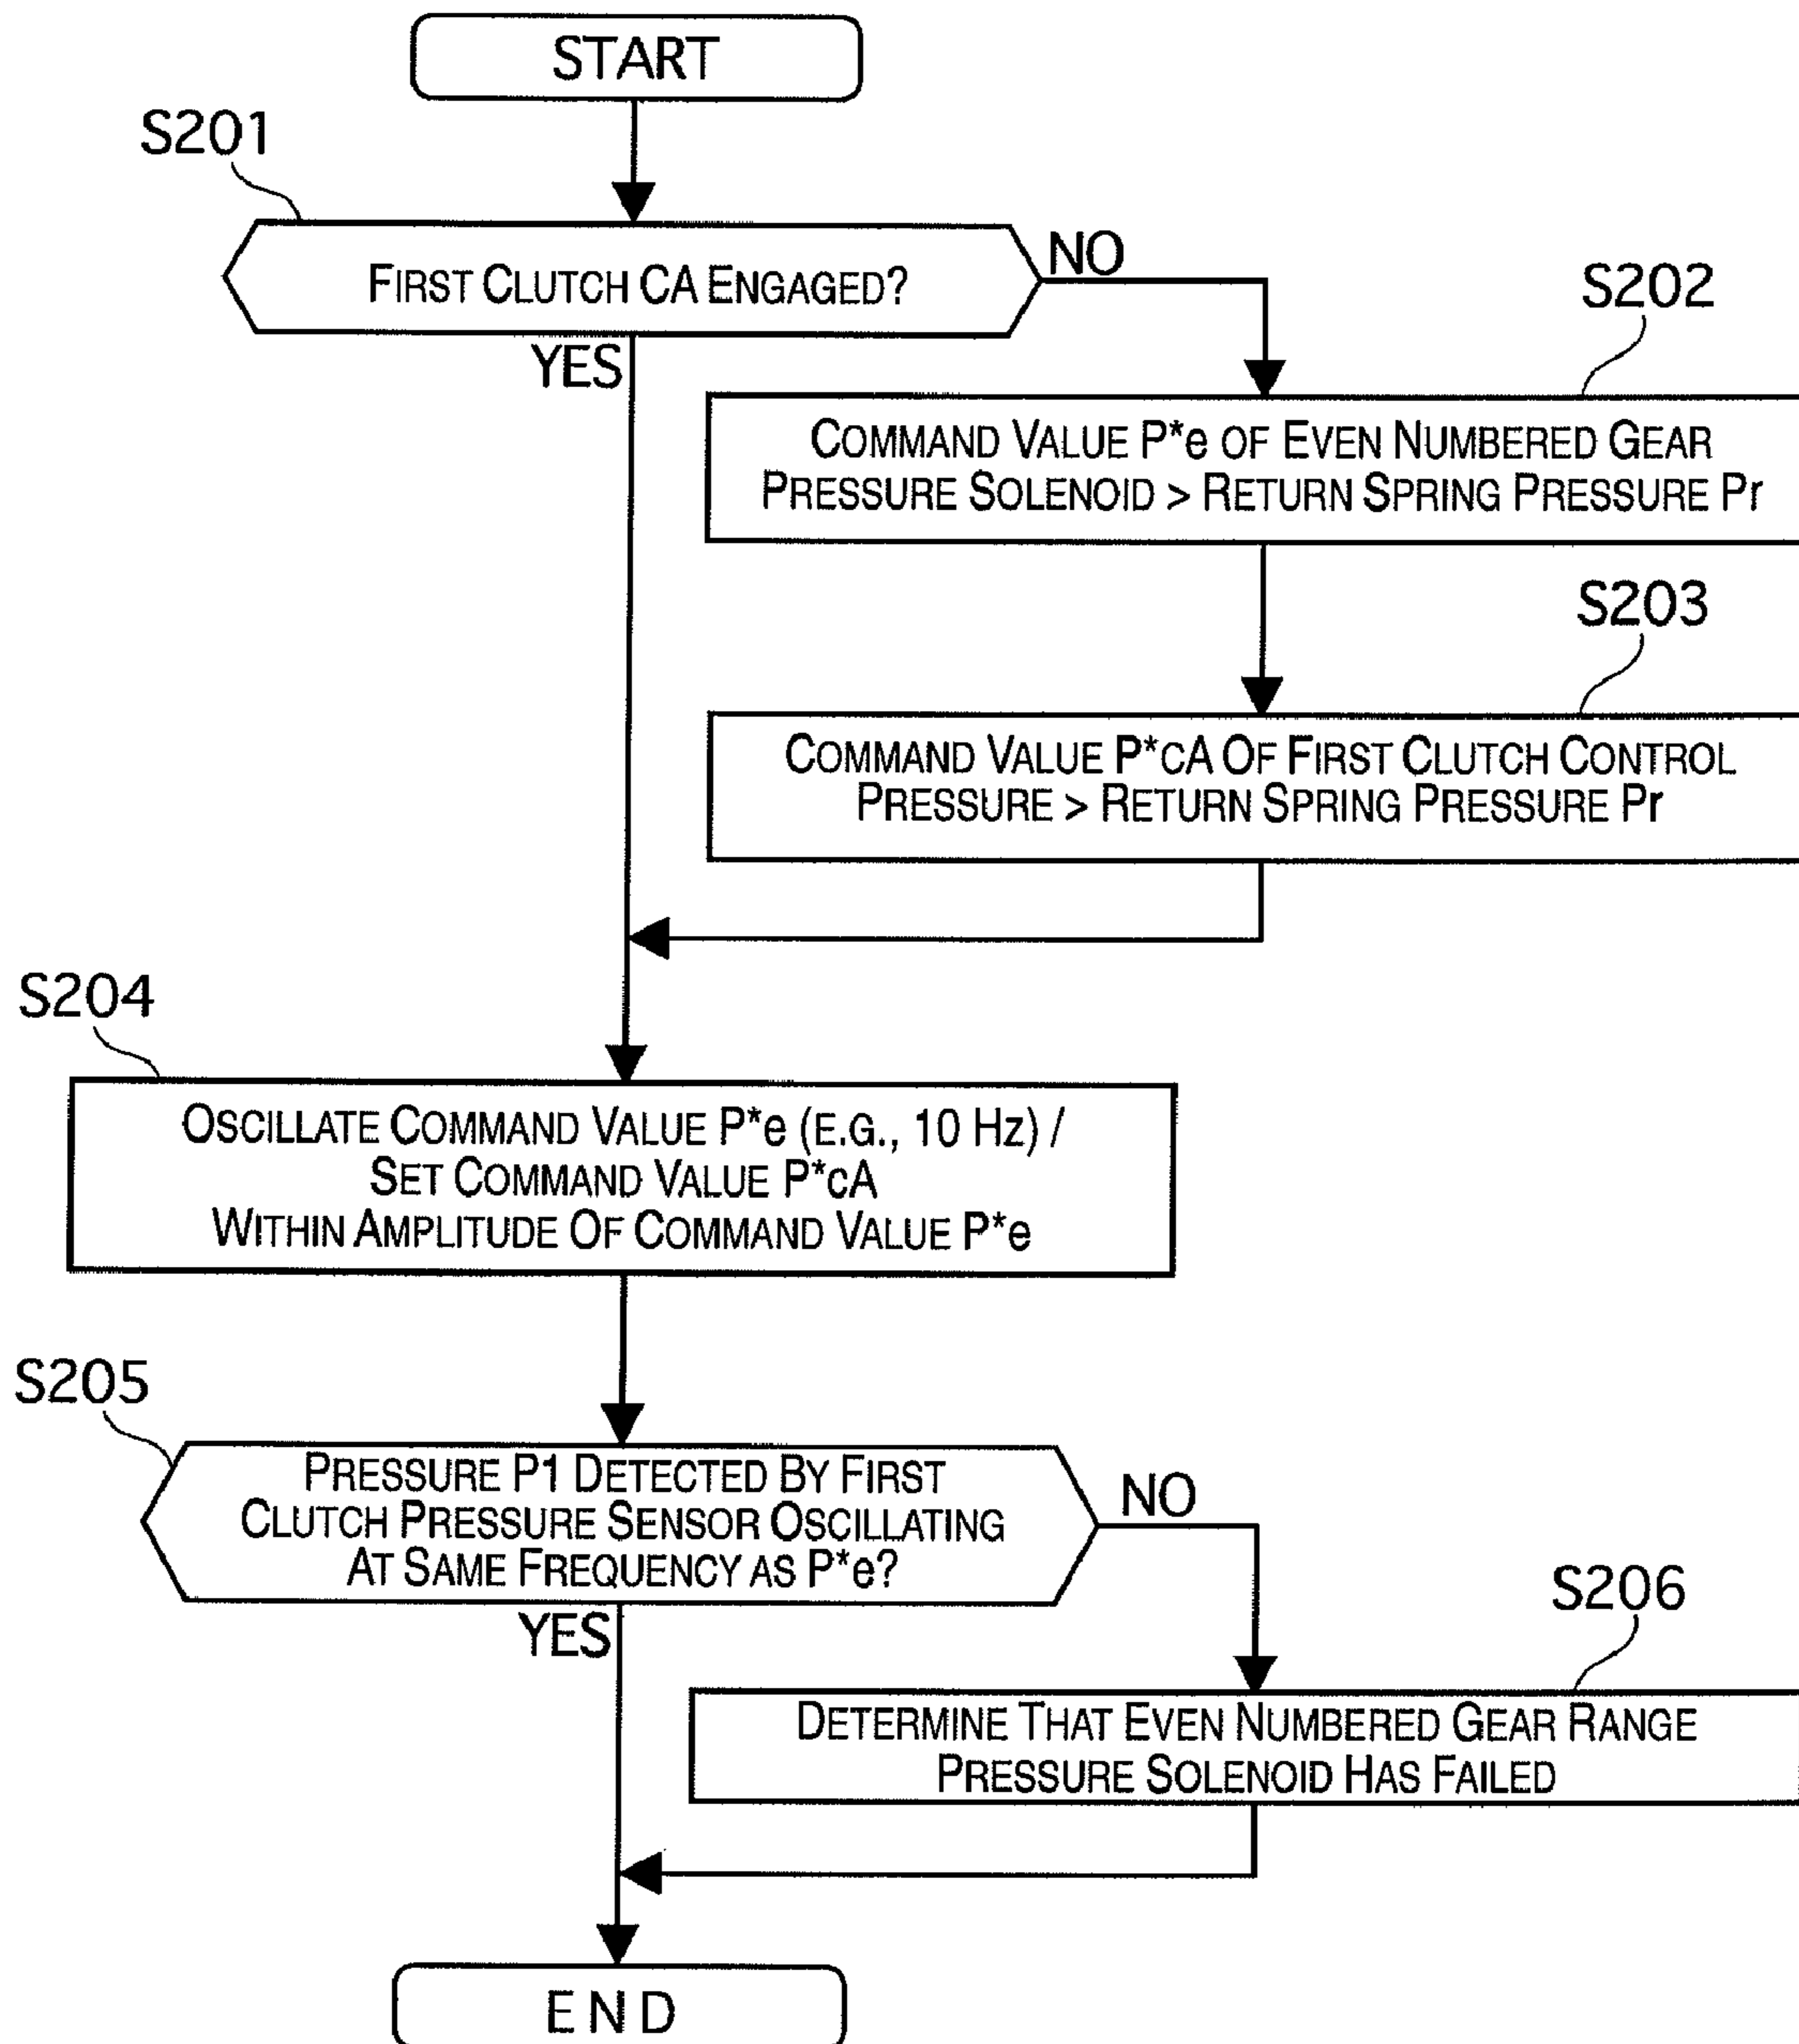 START
S201
FIRST CLUTCH CA ENGAGED?
NO
YES
S202
COMMAND VALUE P*e OF EVEN NUMBERED GEAR
PRESSURE SOLENOID > RETURN SPRING PRESSURE Pr
S203
COMMAND VALUE P*cA OF FIRST CLUTCH CONTROL
PRESSURE > RETURN SPRING PRESSURE Pr
S204
OSCILLATE COMMAND VALUE P*e (E.G., 10 Hz) /
SET COMMAND VALUE P*cA
WITHIN AMPLITUDE OF COMMAND VALUE P*e
S205
PRESSURE P1 DETECTED BY FIRST
CLUTCH PRESSURE SENSOR OSCILLATING
AT SAME FREQUENCY AS P*e?
NO
YES
S206
DETERMINE THAT EVEN NUMBERED GEAR RANGE
PRESSURE SOLENOID HAS FAILED
END